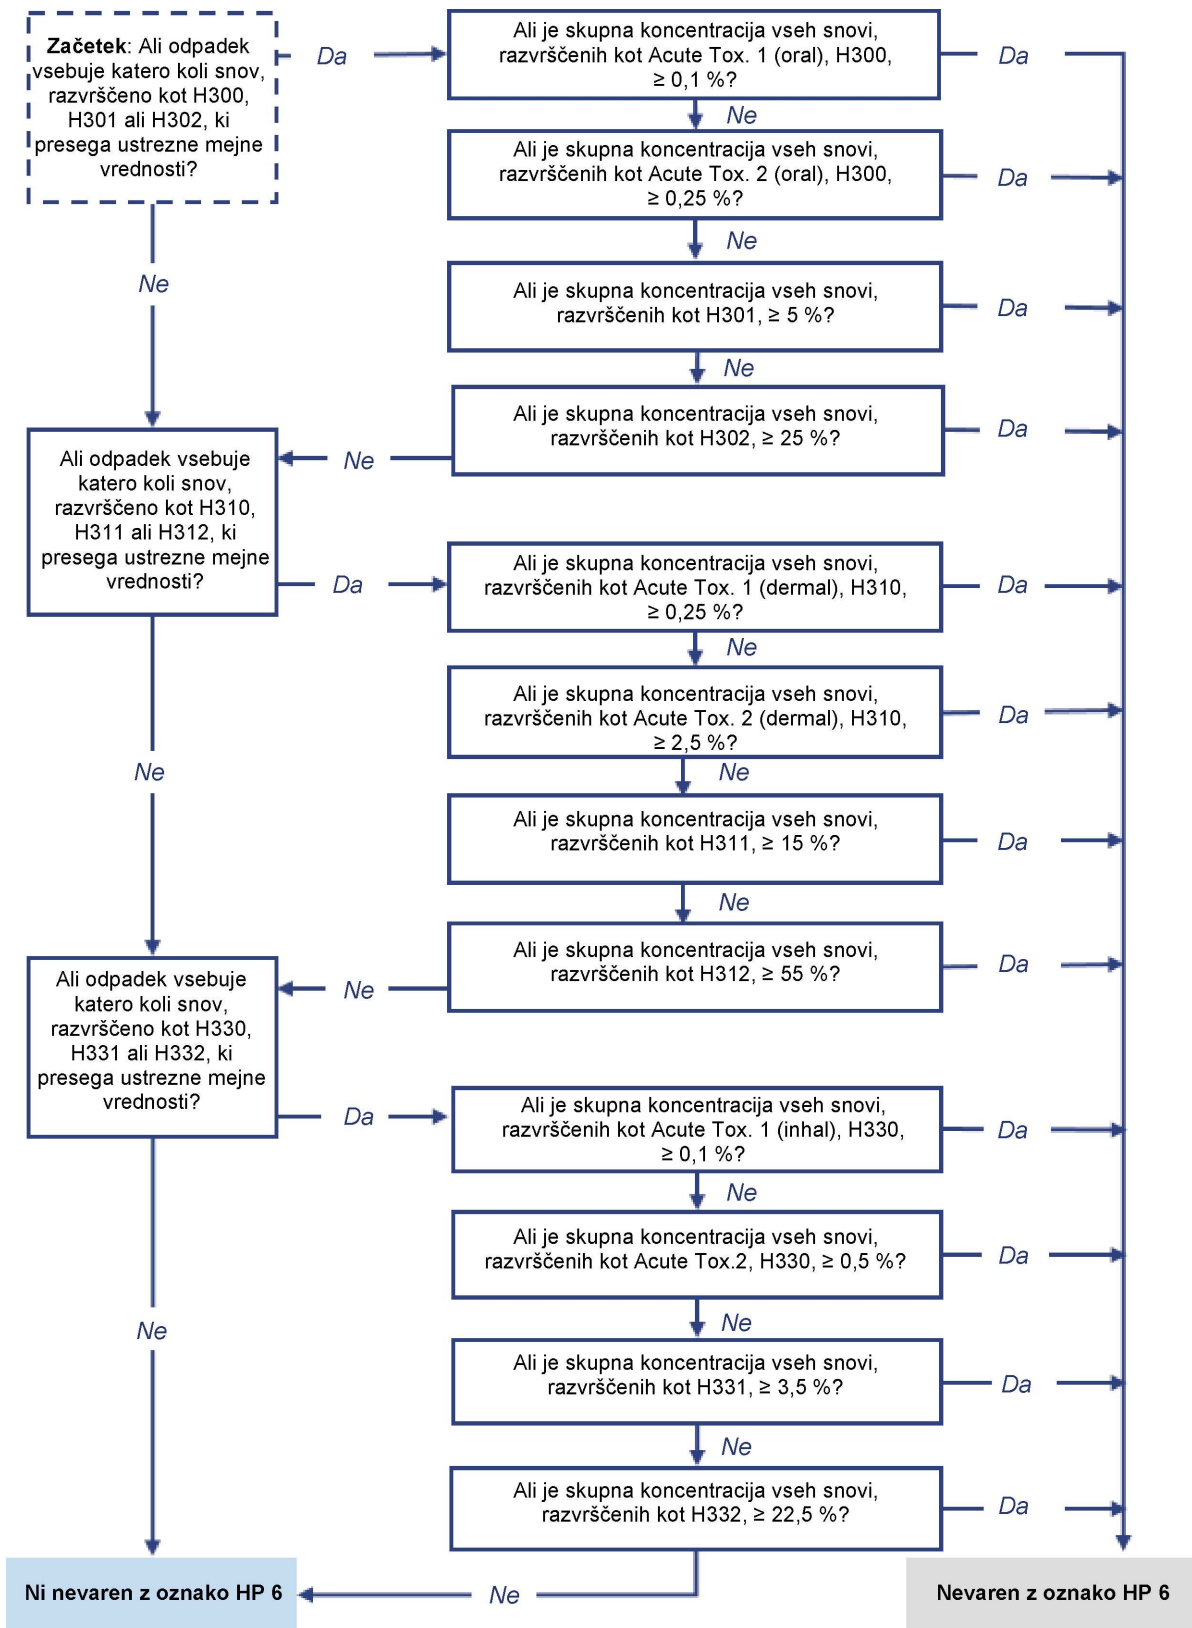 Začetek: Ali odpadek
vsebuje katero koli snov,
razvrščeno kot H300,
H301 ali H302, ki
presega ustrezne mejne
vrednosti?
Da
Ali je skupna koncentracija vseh snovi,
razvrščenih kot Acute Tox. 1 (oral), H300,
≥ 0,1 %?
Da
Ne
Ali je skupna koncentracija vseh snovi,
razvrščenih kot Acute Tox. 2 (oral), H300,
≥ 0,25 %?
Da
Ne
Ne
Ali je skupna koncentracija vseh snovi,
razvrščenih kot H301, ≥ 5 %?
Da
Ne
Ali je skupna koncentracija vseh snovi,
razvrščenih kot H302, ≥ 25 %?
Da
Ne
Ali odpadek vsebuje
katero koli snov,
razvrščeno kot H310,
H311 ali H312, ki
presega ustrezne mejne
vrednosti?
Da
Ali je skupna koncentracija vseh snovi,
razvrščenih kot Acute Tox. 1 (dermal), H310,
≥ 0,25 %?
Da
Ne
Ali je skupna koncentracija vseh snovi,
razvrščenih kot Acute Tox. 2 (dermal), H310,
≥ 2,5 %?
Da
Ne
Ne
Ali je skupna koncentracija vseh snovi,
razvrščenih kot H311, ≥ 15 %?
Da
Ne
Ali je skupna koncentracija vseh snovi,
razvrščenih kot H312, ≥ 55 %?
Da
Ne
Ali odpadek vsebuje
katero koli snov,
razvrščeno kot H330,
H331 ali H332, ki
presega ustrezne mejne
vrednosti?
Da
Ali je skupna koncentracija vseh snovi,
razvrščenih kot Acute Tox. 1 (inhal), H330,
≥ 0,1 %?
Da
Ne
Ali je skupna koncentracija vseh snovi,
razvrščenih kot Acute Tox.2, H330, ≥ 0,5 %?
Da
Ne
Ne
Ali je skupna koncentracija vseh snovi,
razvrščenih kot H331, ≥ 3,5 %?
Da
Ne
Ali je skupna koncentracija vseh snovi,
razvrščenih kot H332, ≥ 22,5 %?
Da
Ne
Ni nevaren z oznako HP 6
Nevaren z oznako HP 6